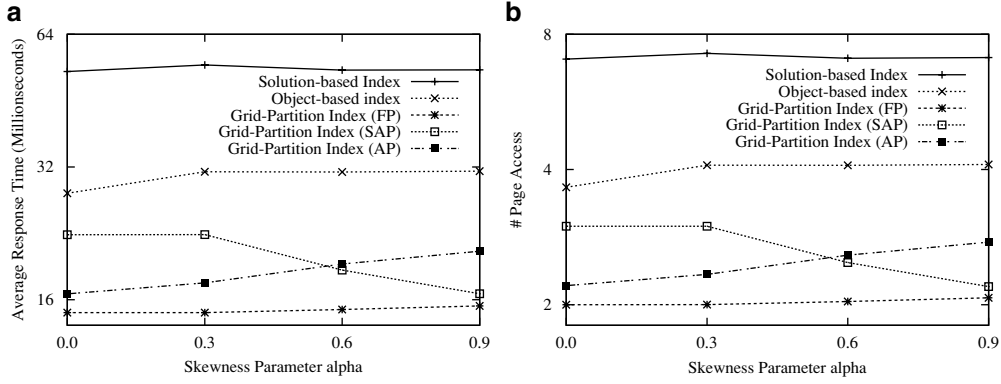 a
64
32
16
Average Response Time (Millionseconds)
Solution-based Index
Object-based index
Grid-Partition Index (FP)
Grid-Partition Index (SAP)
Grid-Partition Index (AP)
0.0 0.3 0.6 0.9
Skewness Parameter alpha
b
8
4
2
# Page Access
Solution-based Index
Object-based index
Grid-Partition Index (FP)
Grid-Partition Index (SAP)
Grid-Partition Index (AP)
0.0 0.3 0.6 0.9
Skewness Parameter alpha